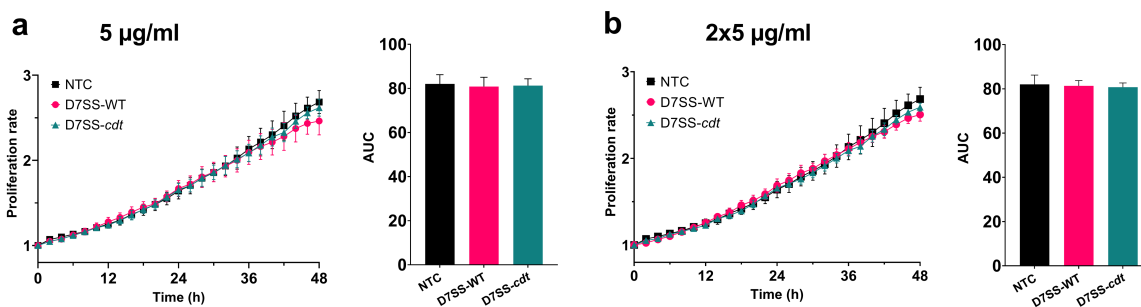 a
5 µg/ml
Proliferation rate
3
2
1
NTC
D7SS-WT
D7SS-cdt
0
12
24
36
48
Time (h)
AUC
100
80
60
40
20
0
NTC
D7SS-WT
D7SS-cdt
b
2x5 µg/ml
Proliferation rate
3
2
1
NTC
D7SS-WT
D7SS-cdt
0
12
24
36
48
Time (h)
AUC
100
80
60
40
20
0
NTC
D7SS-WT
D7SS-cdt